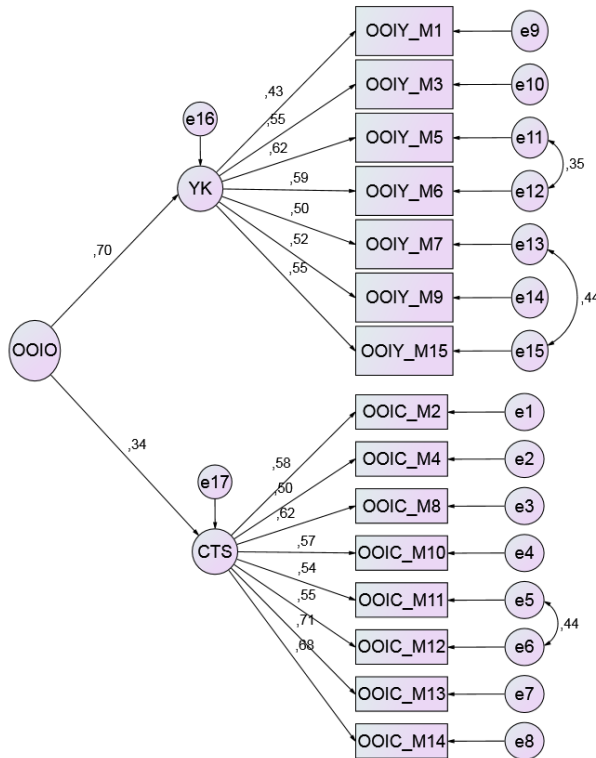 OOIY_M1
e9
,43
OOIY_M3
e10
,55
e16
OOIY_M5
e11
,62
,35
YK
,59
OOIY_M6
e12
,50
OOIY_M7
e13
,52
,70
,55
OOIY_M9
e14
,44
OOIO
OOIY_M15
e15
OOIC_M2
e1
,34
,58
OOIC_M4
e2
e17
,50
,62
OOIC_M8
e3
CTS
,57
OOIC_M10
e4
,54
OOIC_M11
e5
,55
,44
,71
OOIC_M12
e6
,68
OOIC_M13
e7
OOIC_M14
e8